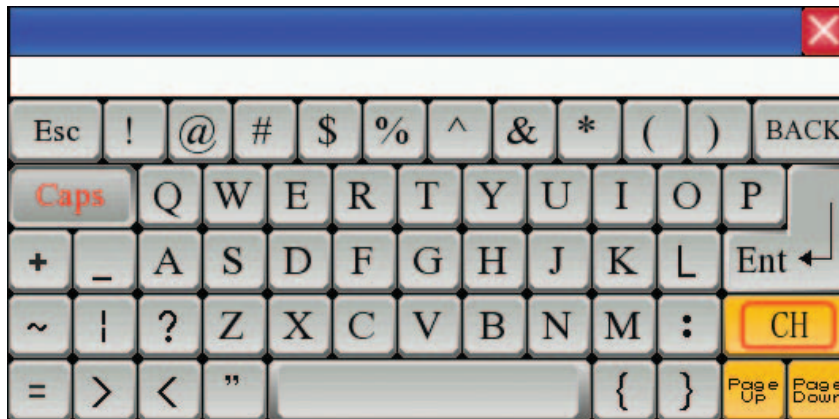 Esc ! @ # $ % ^ & * ( ) BACK
Caps Q W E R T Y U I O P
+ _ A S D F G H J K L Ent
~ ¦ ? Z X C V B N M : CH
= > < ” { } Page Up Page Down